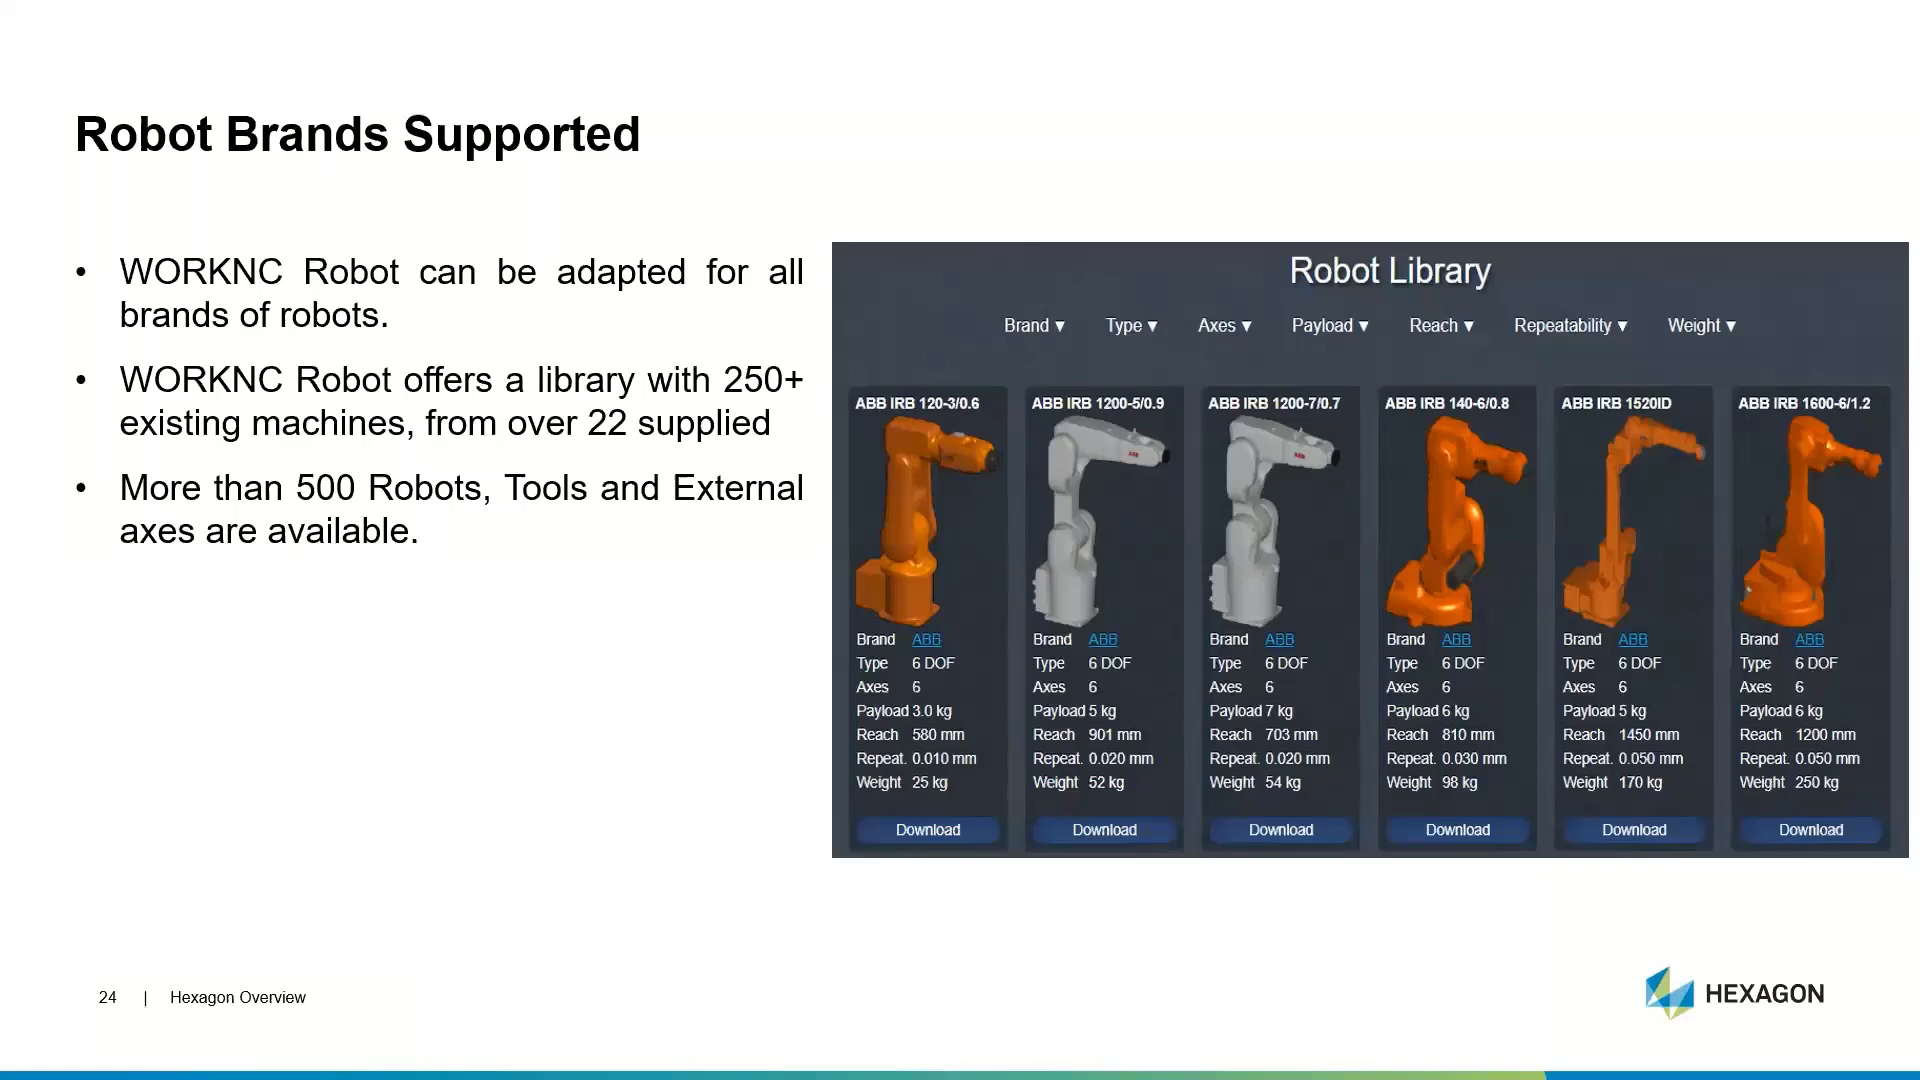 Robot Brands Supported
• WORKNC Robot can be adapted for all
brands of robots.
• WORKNC Robot offers a library with 250+
existing machines, from over 22 supplied
• More than 500 Robots, Tools and External
axes are available.
Robot Library
Brand ▼ Type ▼ Axes ▼ Payload ▼ Reach ▼ Repeatability ▼ Weight ▼
ABB IRB 120-3/0.6
Brand ABB
Type 6 DOF
Axes 6
Payload 3.0 kg
Reach 580 mm
Repeat. 0.010 mm
Weight 25 kg
Download
ABB IRB 1200-5/0.9
ABB
Brand ABB
Type 6 DOF
Axes 6
Payload 5 kg
Reach 901 mm
Repeat. 0.020 mm
Weight 52 kg
Download
ABB IRB 1200-7/0.7
ABB
Brand ABB
Type 6 DOF
Axes 6
Payload 7 kg
Reach 703 mm
Repeat. 0.020 mm
Weight 54 kg
Download
ABB IRB 140-6/0.8
Brand ABB
Type 6 DOF
Axes 6
Payload 6 kg
Reach 810 mm
Repeat. 0.030 mm
Weight 98 kg
Download
ABB IRB 1520ID
Brand ABB
Type 6 DOF
Axes 6
Payload 5 kg
Reach 1450 mm
Repeat. 0.050 mm
Weight 170 kg
Download
ABB IRB 1600-6/1.2
Brand ABB
Type 6 DOF
Axes 6
Payload 6 kg
Reach 1200 mm
Repeat. 0.050 mm
Weight 250 kg
Download
24 | Hexagon Overview
HEXAGON